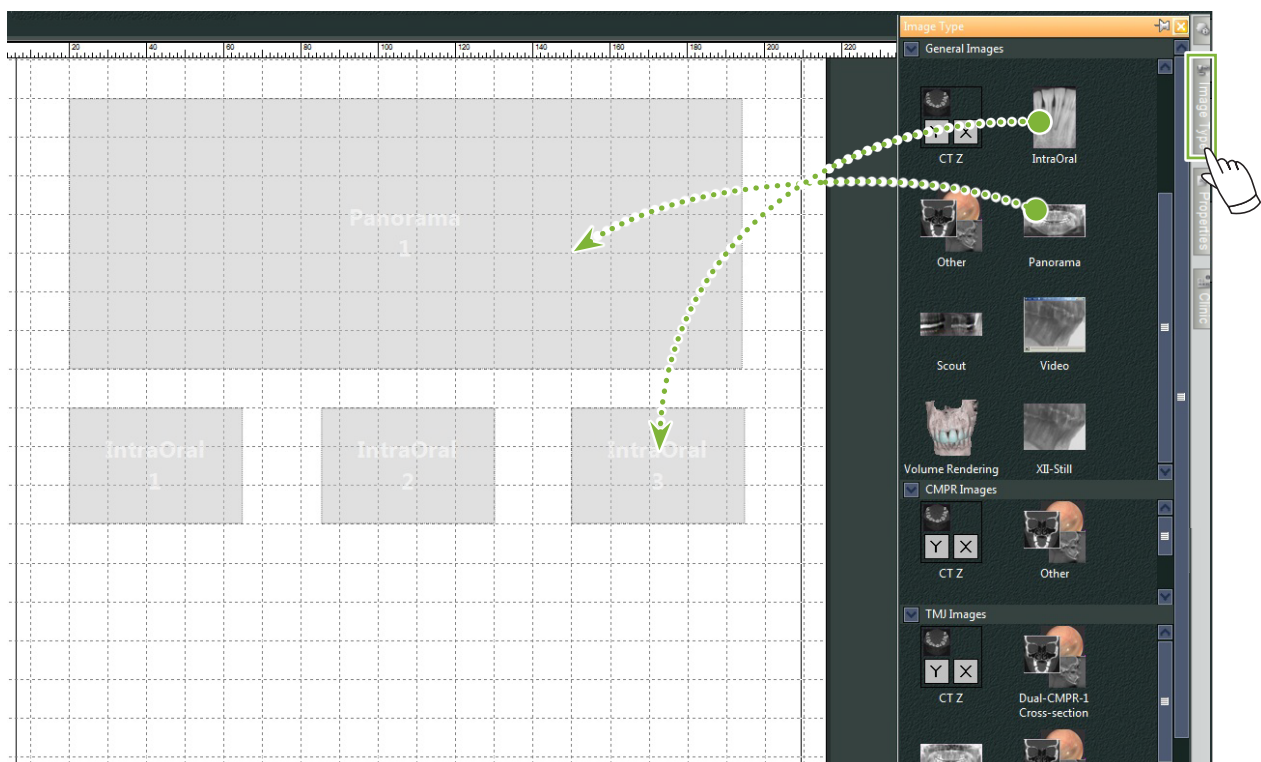 Image Type
20 40 60 80 100 120 140 160 180 200 220
General Images
Image Type
Y X
CT Z
IntraOral
Properties
Panorama
1
Other
Panorama
Clinic
Scout
Video
IntraOral
1
IntraOral
2
IntraOral
3
Volume Rendering
XII-Still
CMPR Images
Y X
CT Z
Other
TMJ Images
Y X
CT Z
Dual-CMPR-1
Cross-section